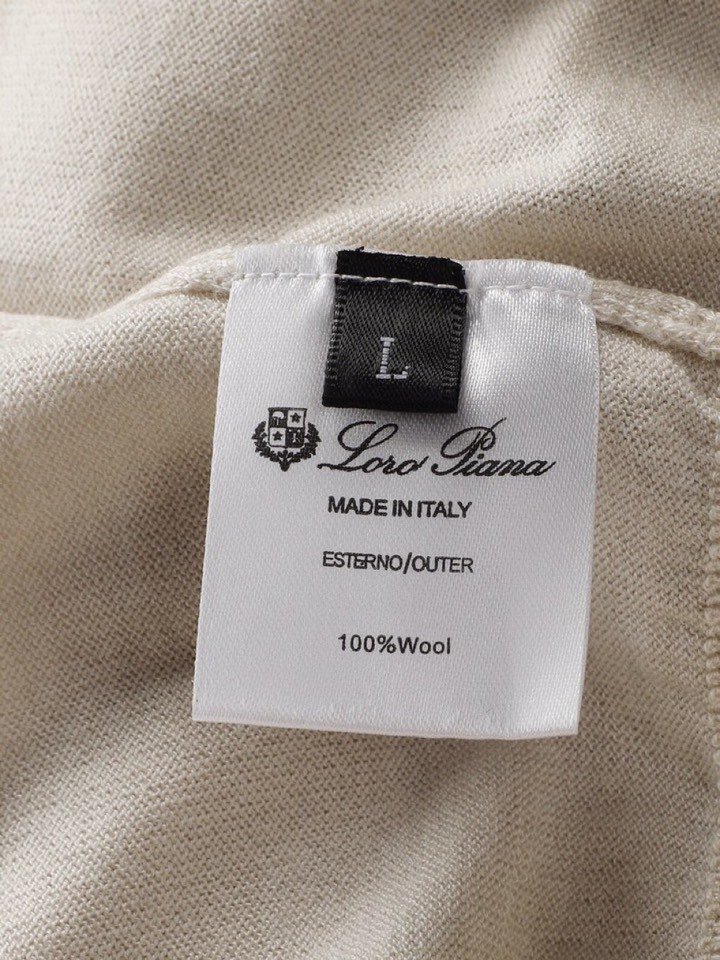 L
Loro Piana
MADE IN ITALY
ESTERNO/OUTER
100%Wool